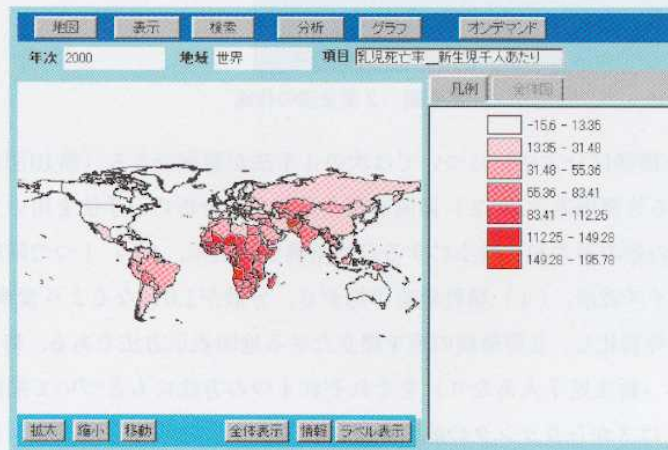 地図 表示 検索 分析 グラフ オンデマンド
年次 2000 地域 世界 項目 乳児死亡率__新生児千人あたり
凡例 全体図
-15.6 - 13.35
13.35 - 31.48
31.48 - 55.36
55.36 - 83.41
83.41 - 112.25
112.25 - 149.28
149.28 - 195.78
拡大 縮小 移動 全体表示 情報 ラベル表示